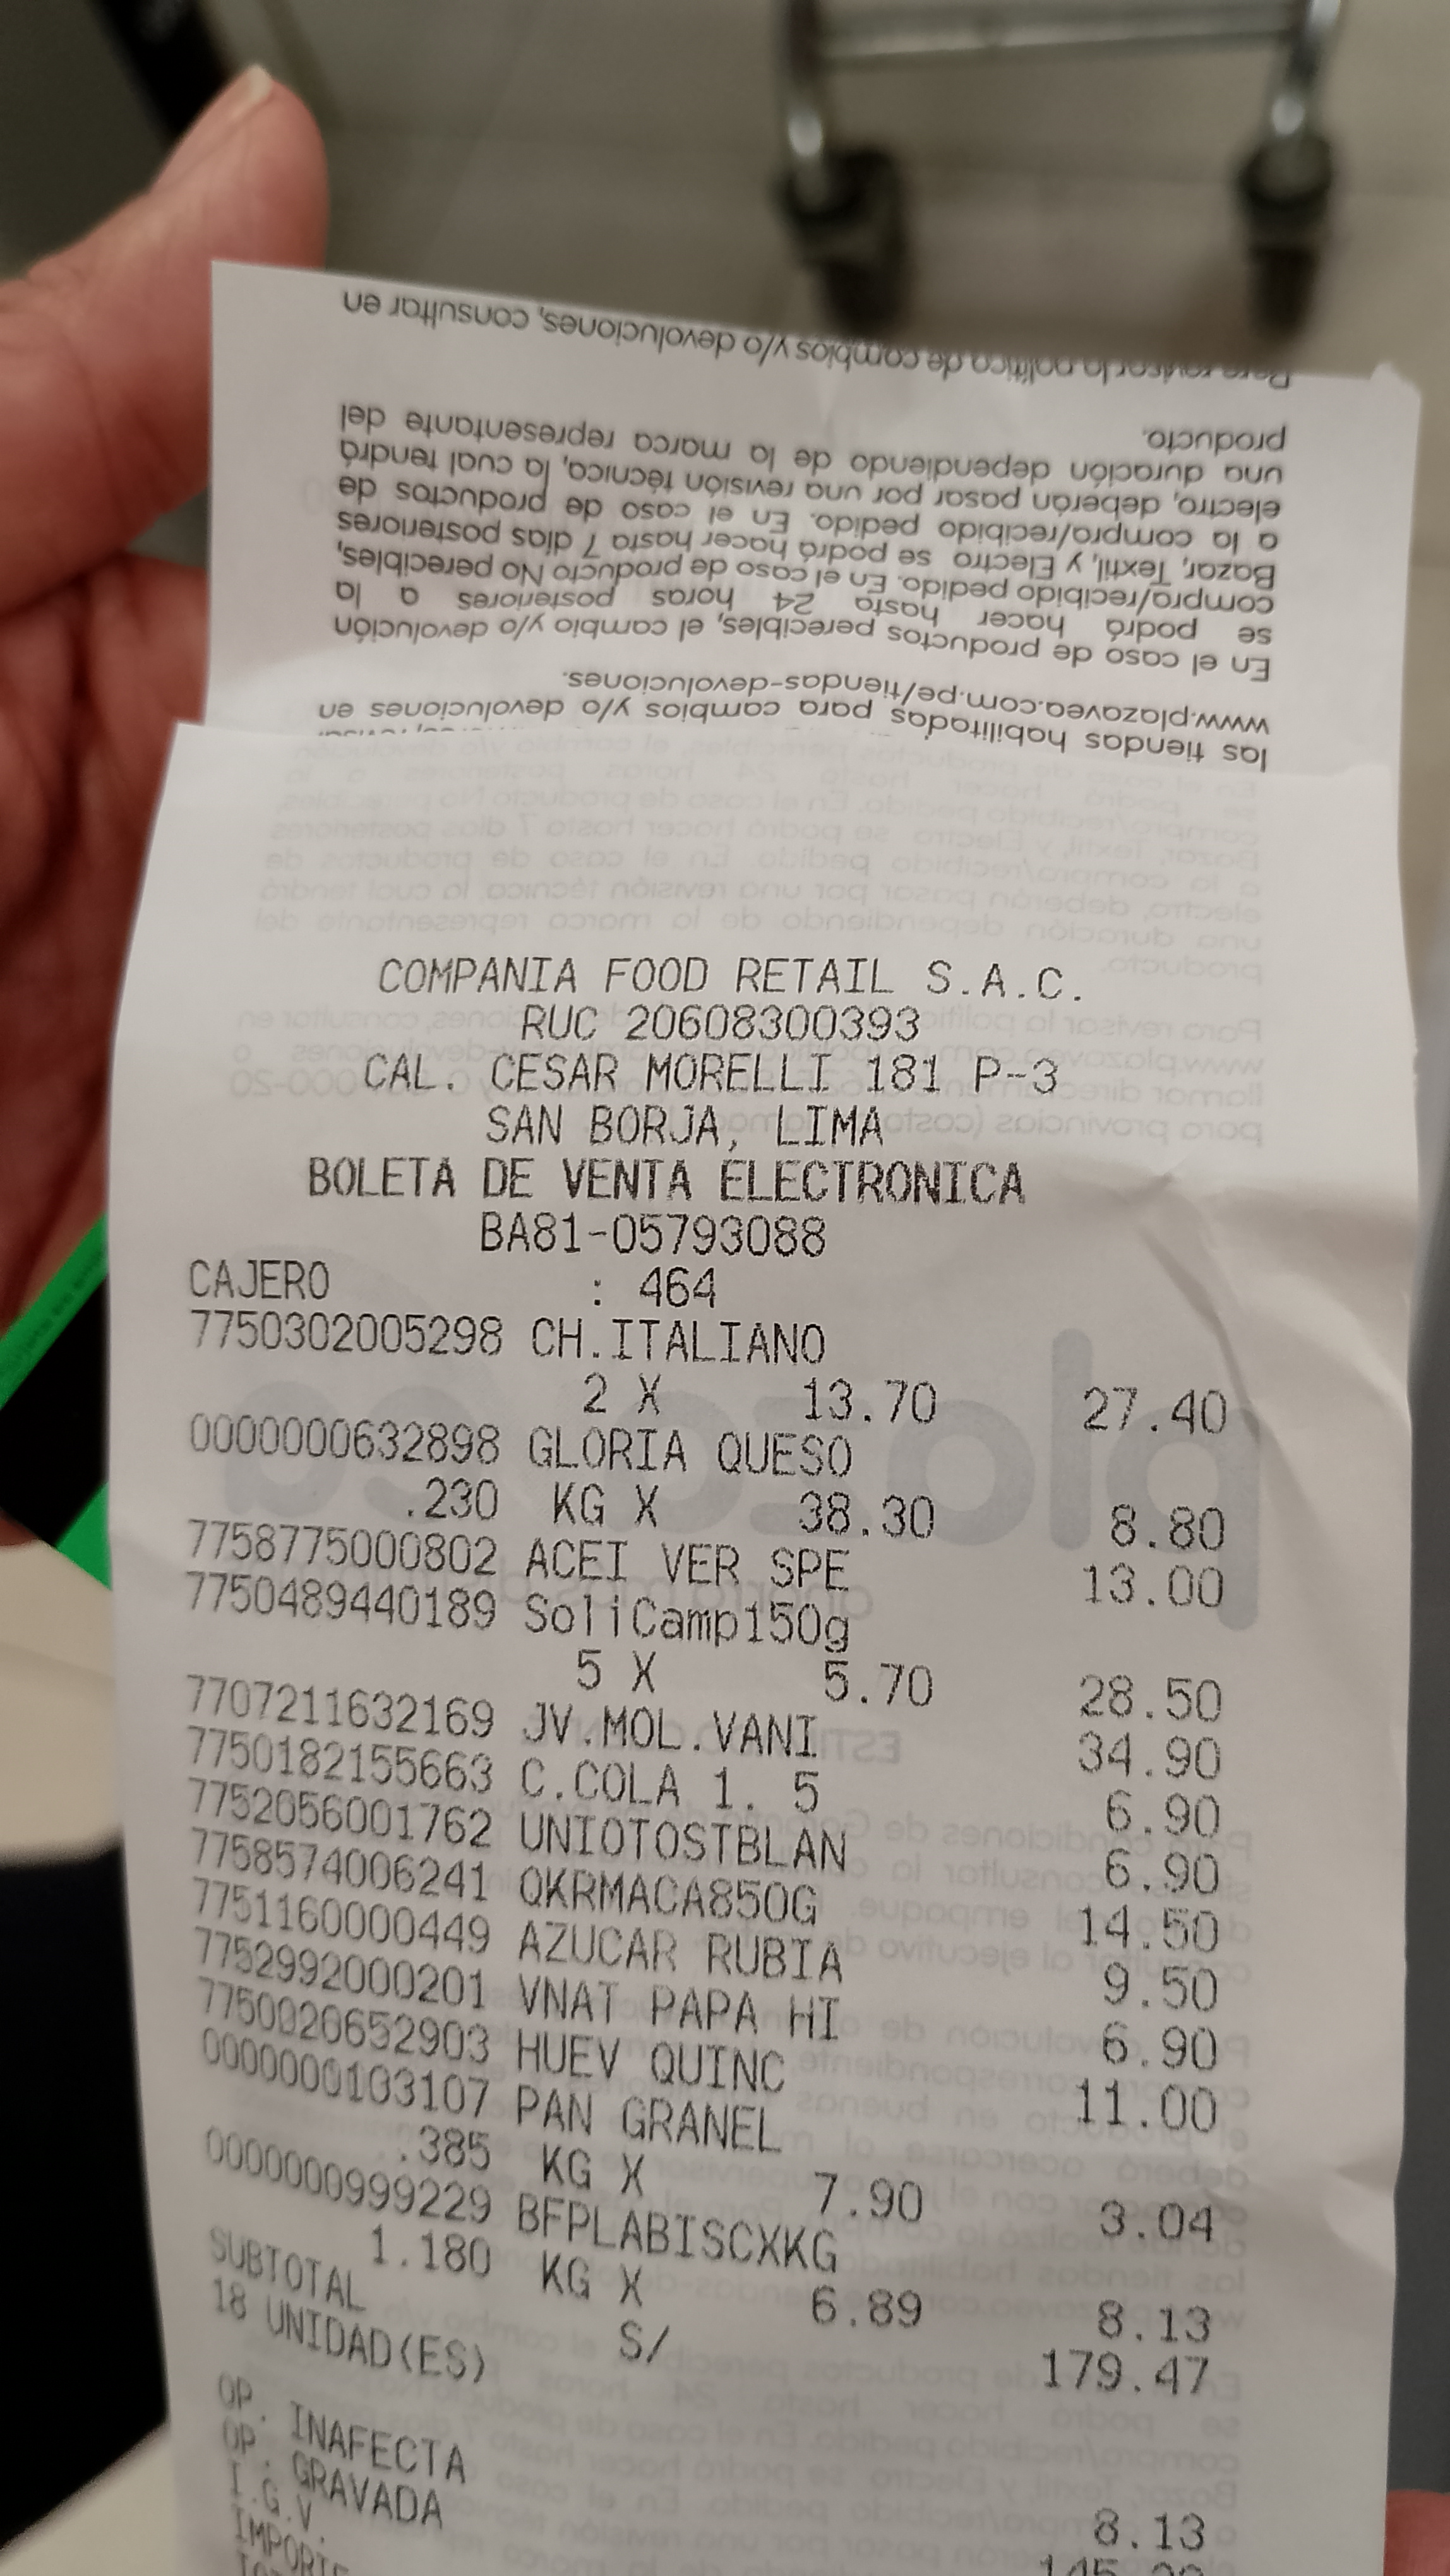 Para revisar la política de cambios y/o devoluciones, consultar en
las tiendas habilitadas para cambios y/o devoluciones en
www.plazavea.com.pe/tiendas-devoluciones.
En el caso de productos perecibles, el cambio y/o devolución
se podrá hacer hasta 24 horas posteriores a la
compra/recibido pedido. En el caso de producto No perecibles,
Bazar, Textil, y Electro se podrá hacer hasta 7 días posteriores
a la compra/recibido pedido. En el caso de productos de
electro, deberán pasar por una revisión técnica, la cual tendrá
una duración dependiendo de la marca representante del
producto.
COMPANIA FOOD RETAIL S.A.C.
RUC 20608300393
CAL. CESAR MORELLI 181 P-3
SAN BORJA, LIMA
BOLETA DE VENTA ELECTRONICA
BA81-05793088
CAJERO : 464
7750302005298 CH.ITALIANO
2 X 13.70 27.40
0000000632898 GLORIA QUESO
.230 KG X 38.30 8.80
7758775000802 ACEI VER SPE 13.00
7750489440189 SoliCamp150g
5 X 5.70 28.50
7707211632169 JV.MOL.VANI 34.90
7750182155663 C.COLA 1. 5 6.90
7752056001762 UNIOTOSTBLAN 6.90
7758574006241 QKRMACA850G 14.50
7751160000449 AZUCAR RUBIA 9.50
7752992000201 VNAT PAPA HI 6.90
7750020652903 HUEV QUINC 11.00
0000000103107 PAN GRANEL
.385 KG X 7.90 3.04
0000000999229 BFPLABISCXKG
1.180 KG X 6.89 8.13
SUBTOTAL S/ 179.47
18 UNIDAD(ES)
OP. INAFECTA 8.13
OP. GRAVADA
I.G.V.